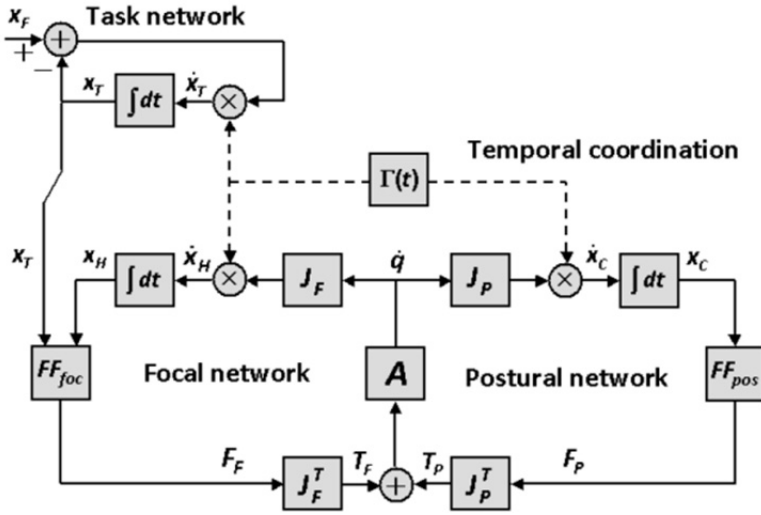 x_F
Task network
+
+
−
x_T
∫dt
ẋ_T
×
Temporal coordination
Γ(t)
x_T
x_H
ẋ_H
q̇
ẋ_C
x_C
∫dt
×
J_F
J_P
×
∫dt
FF_foc
Focal network
A
Postural network
FF_pos
F_F
T_F
T_P
F_P
J_F^T
+
J_P^T